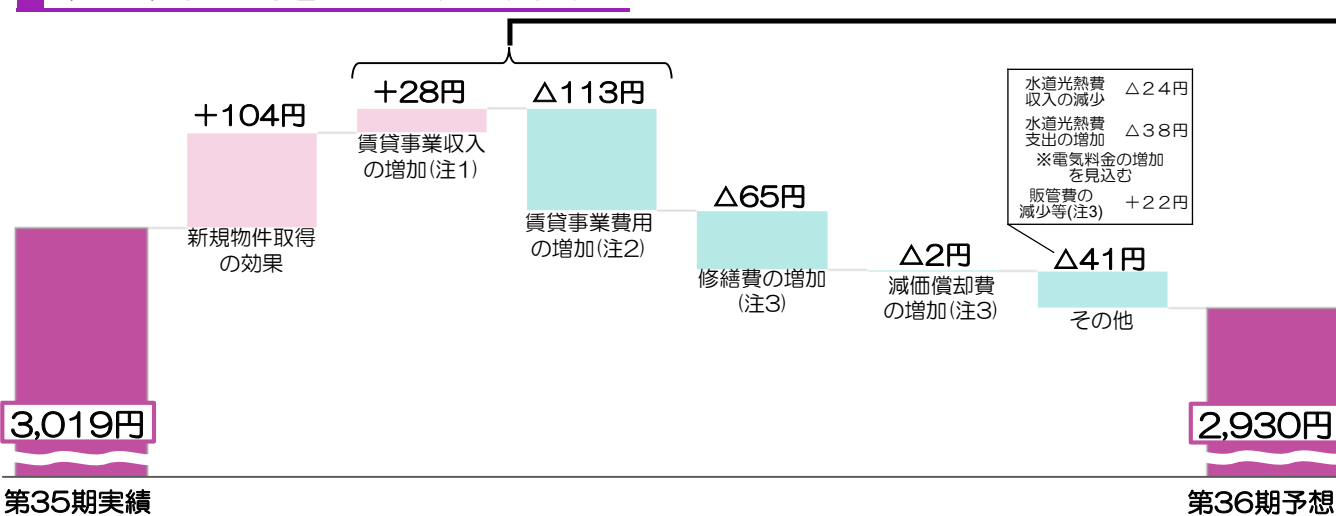 +28円
△113円
+104円
賃貸事業収入
の増加(注1)
新規物件取得
の効果
賃貸事業費用
の増加(注2)
△65円
修繕費の増加
(注3)
△2円
減価償却費
の増加(注3)
水道光熱費
収入の減少
△24円
水道光熱費
支出の増加
△38円
※電気料金の増加
を見込む
販管費の
減少等(注3)
+22円
△41円
その他
3,019円
2,930円
第35期実績
第36期予想